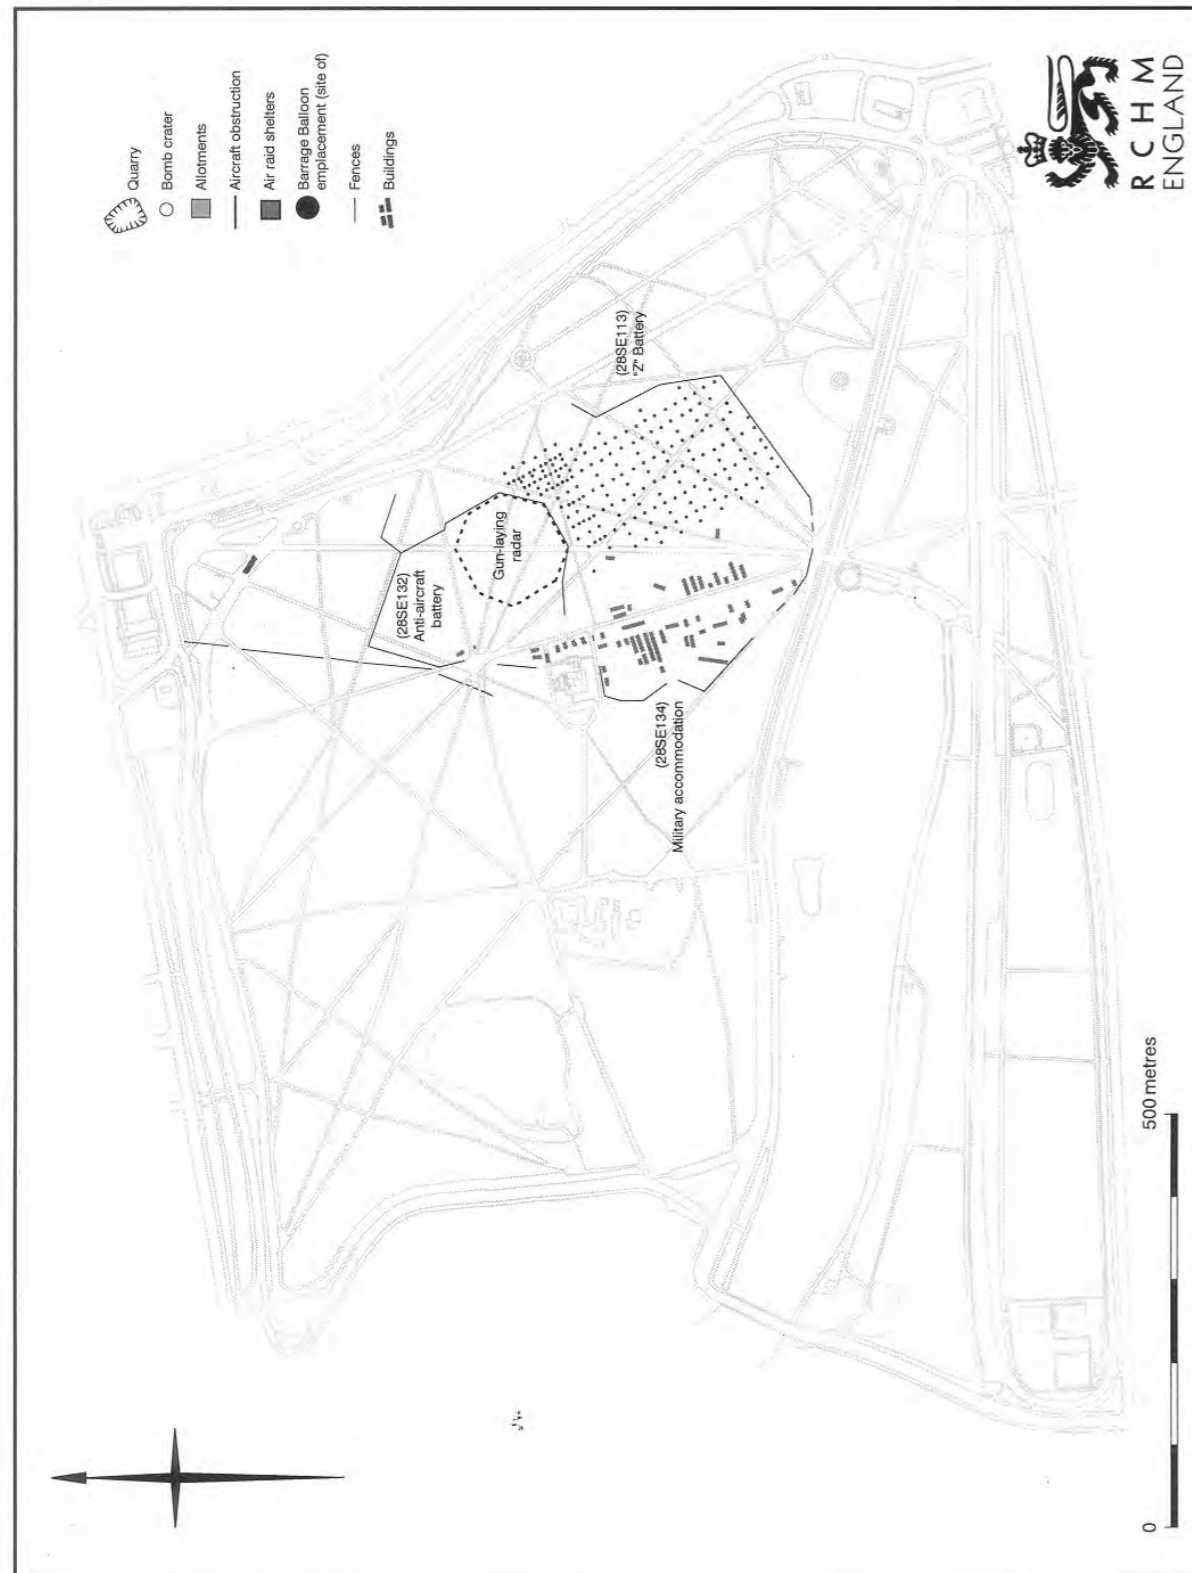 Quarry
Bomb crater
Allotments
Aircraft obstruction
Air raid shelters
Barrage Balloon
emplacement (site of)
Fences
Buildings
R C H M
ENGLAND
(28SE113)
"Z" Battery
Gun-laying
radar
(28SE132)
Anti-aircraft
battery
(28SE134)
Military accommodation
0
500 metres